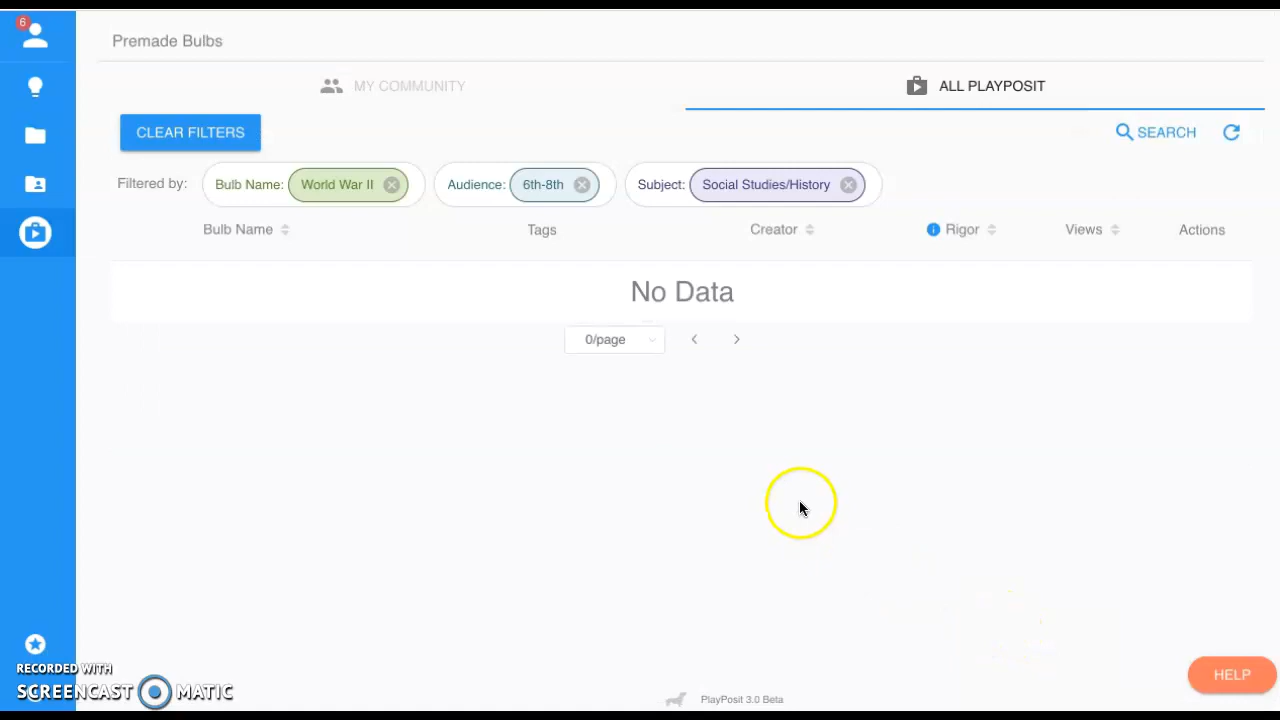 6
Premade Bulbs
MY COMMUNITY
ALL PLAYPOSIT
CLEAR FILTERS
SEARCH
Filtered by: Bulb Name: World War II Audience: 6th-8th Subject: Social Studies/History
Bulb Name Tags Creator Rigor Views Actions
No Data
0/page
HELP
RECORDED WITH
SCREENCAST MATIC
PlayPosit 3.0 Beta